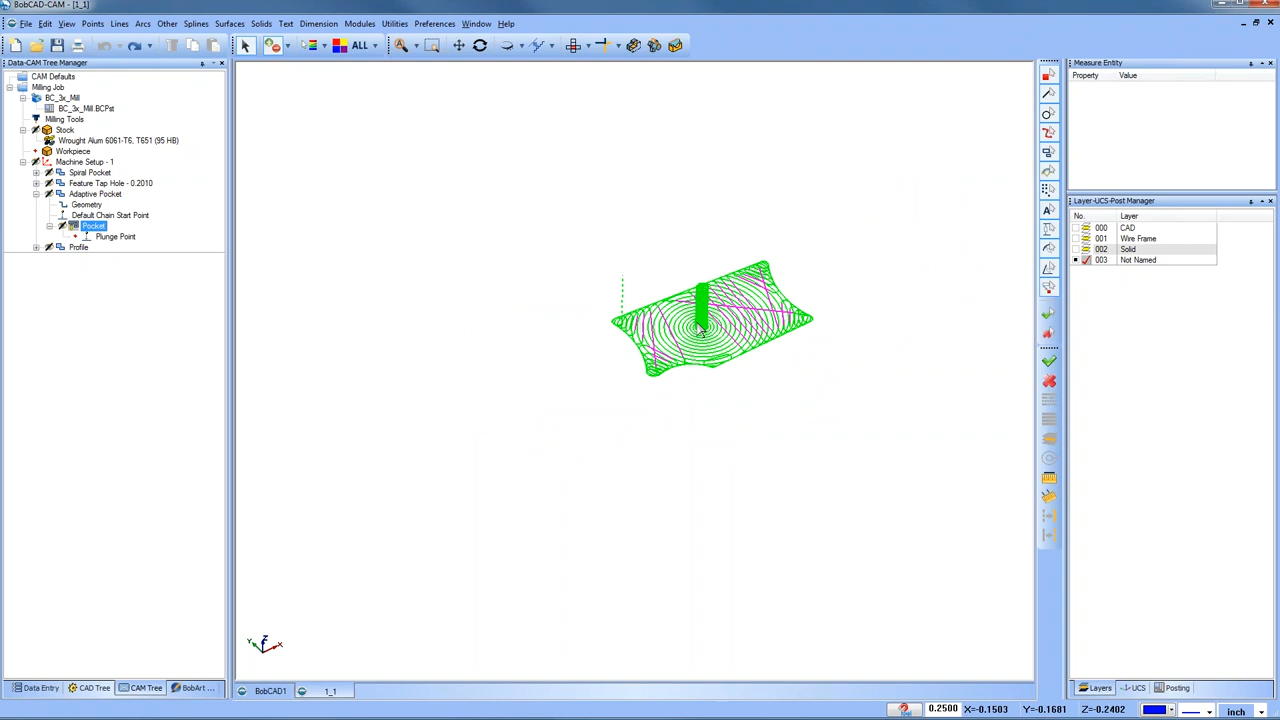 BobCAD-CAM - [1_1]
File Edit View Points Lines Arcs Other Splines Surfaces Solids Text Dimension Modules Utilities Preferences Window Help
ALL
Data-CAM Tree Manager
CAM Defaults
Milling Job
BC_3x_Mill
BC_3x_Mill.BCPst
Milling Tools
Stock
Wrought Alum 6061-T6, T651 (95 HB)
Workpiece
Machine Setup - 1
Spiral Pocket
Feature Tap Hole - 0.2010
Adaptive Pocket
Geometry
Default Chain Start Point
Pocket
Plunge Point
Profile
Y Z X
Measure Entity
Property Value
Layer-UCS-Post Manager
No. Layer
000 CAD
001 Wire Frame
002 Solid
003 Not Named
Data Entry CAD Tree CAM Tree BobArt ...
BobCAD1 1_1
Layers UCS Posting
0.2500 X=-0.1503 Y=-0.1681 Z=-0.2402 inch